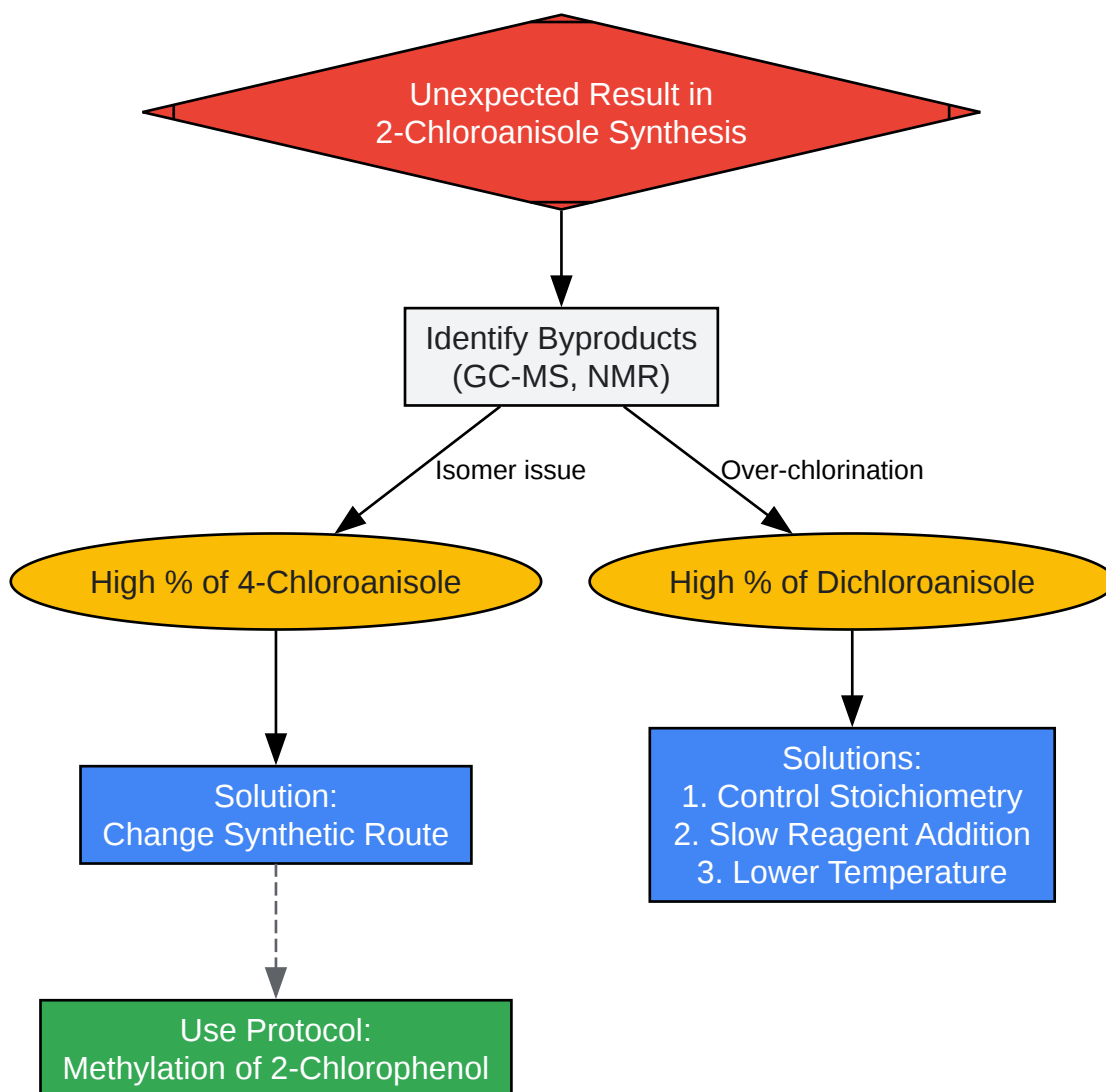 Unexpected Result in
2-Chloroanisole Synthesis
Identify Byproducts
(GC-MS, NMR)
Isomer issue
Over-chlorination
High % of 4-Chloroanisole
High % of Dichloroanisole
Solution:
Change Synthetic Route
Solutions:
1. Control Stoichiometry
2. Slow Reagent Addition
3. Lower Temperature
Use Protocol:
Methylation of 2-Chlorophenol